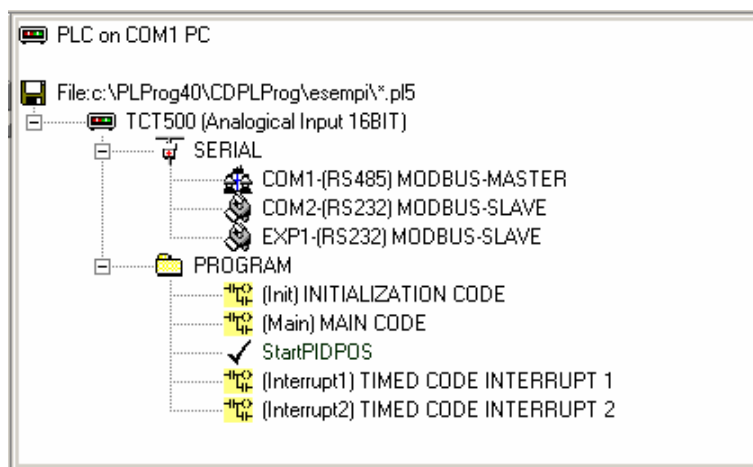 PLC on COM1 PC
File:c:\PLProg40\CDPLProg\esempi\*.pl5
TCT500 (Analogical Input 16BIT)
SERIAL
COM1-(RS485) MODBUS-MASTER
COM2-(RS232) MODBUS-SLAVE
EXP1-(RS232) MODBUS-SLAVE
PROGRAM
(Init) INITIALIZATION CODE
(Main) MAIN CODE
StartPIDPOS
(Interrupt1) TIMED CODE INTERRUPT 1
(Interrupt2) TIMED CODE INTERRUPT 2